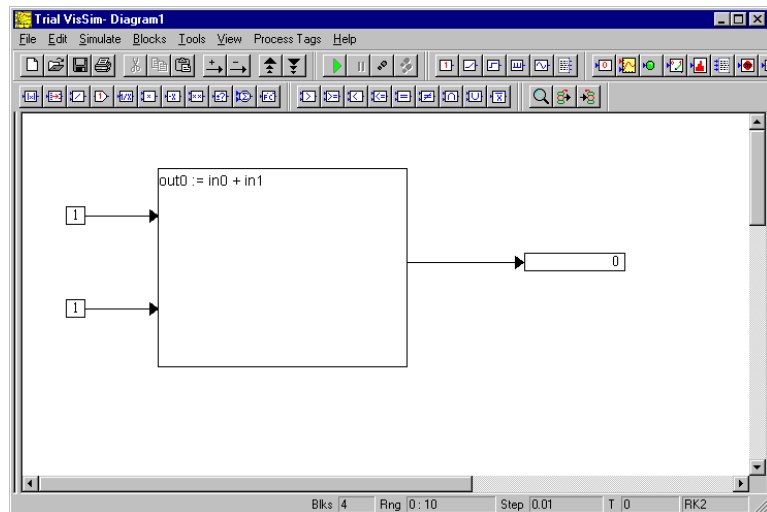 Trial VisSim- Diagram1
File Edit Simulate Blocks Tools View Process Tags Help
out0 := in0 + in1
1
0
1
Blks 4 Rng 0 : 10 Step 0.01 T 0 RK2